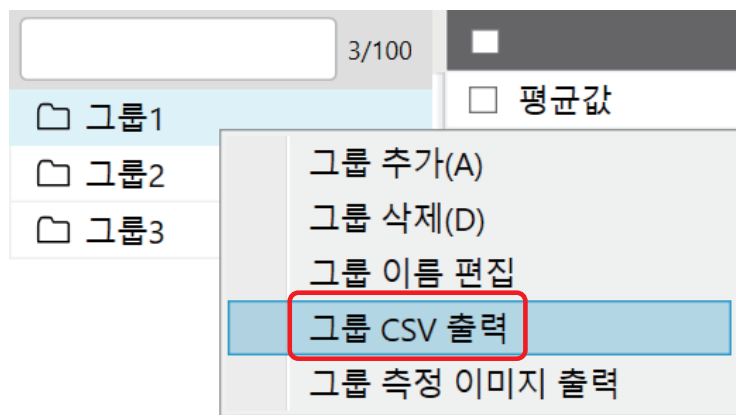 3/100
그룹1
그룹2
그룹3
평균값
그룹 추가(A)
그룹 삭제(D)
그룹 이름 편집
그룹 CSV 출력
그룹 측정 이미지 출력